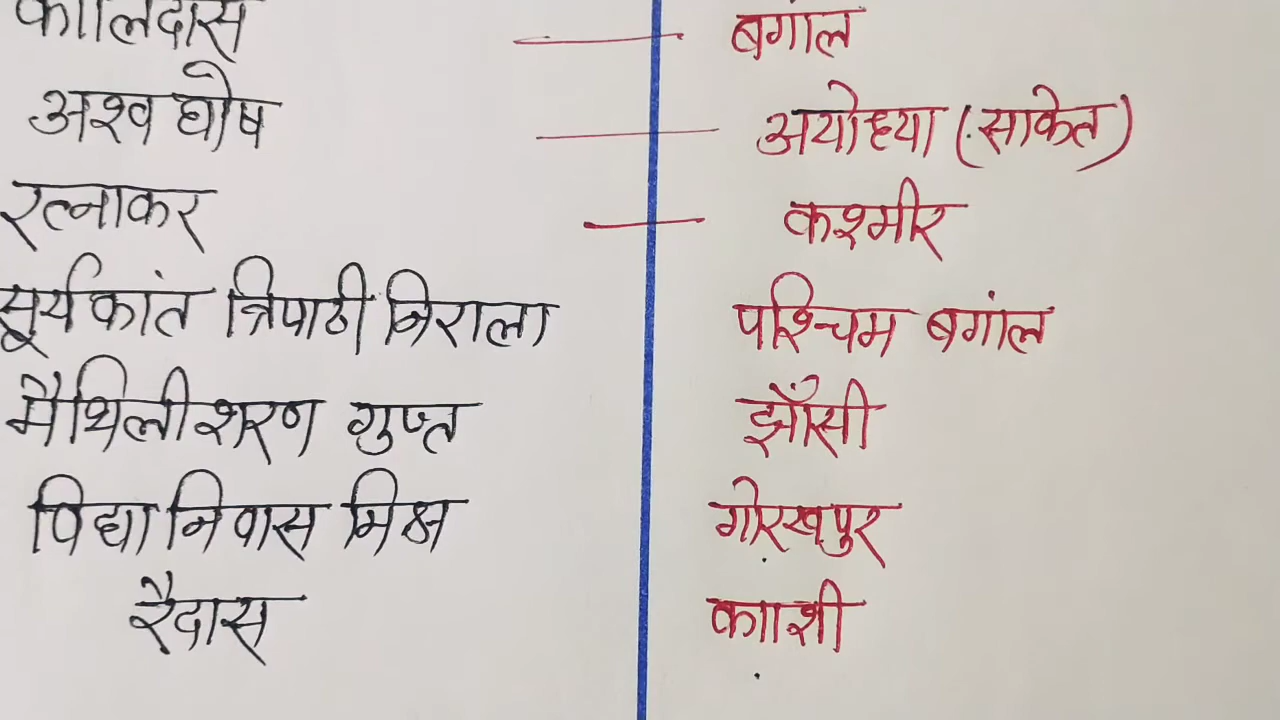 कालिदास — बगांल
अश्व घोष — अयोध्या (साकेत)
रत्नाकर — कश्मीर
सूर्यकांत त्रिपाठी निराला पश्चिम बगांल
मैथिलीशरण गुप्त झाँसी
विद्या निवास मिश्र गोरखपुर
रैदास काशी